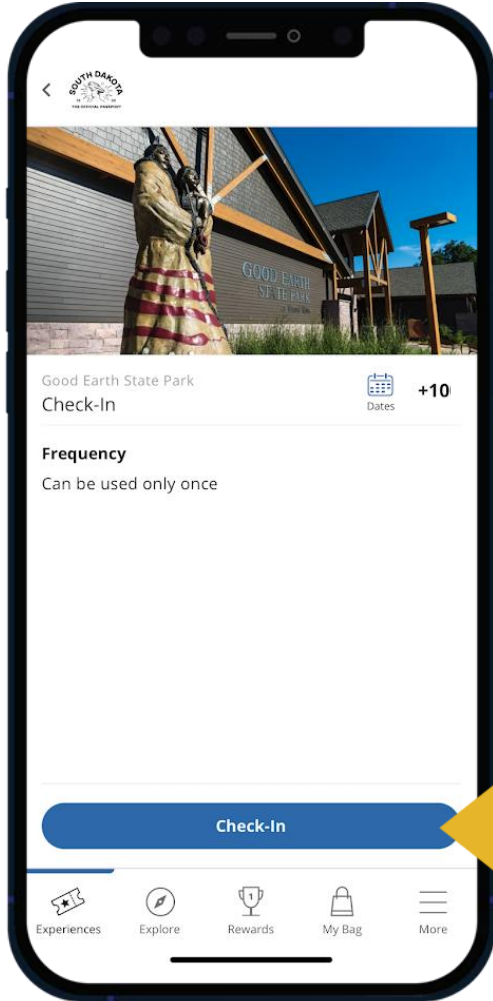 SOUTH DAKOTA
THE OFFICIAL PASSPORT
GOOD EARTH
STATE PARK
Good Earth State Park
Check-In
Dates
+10
Frequency
Can be used only once
Check-In
1
Experiences
Explore
Rewards
My Bag
More